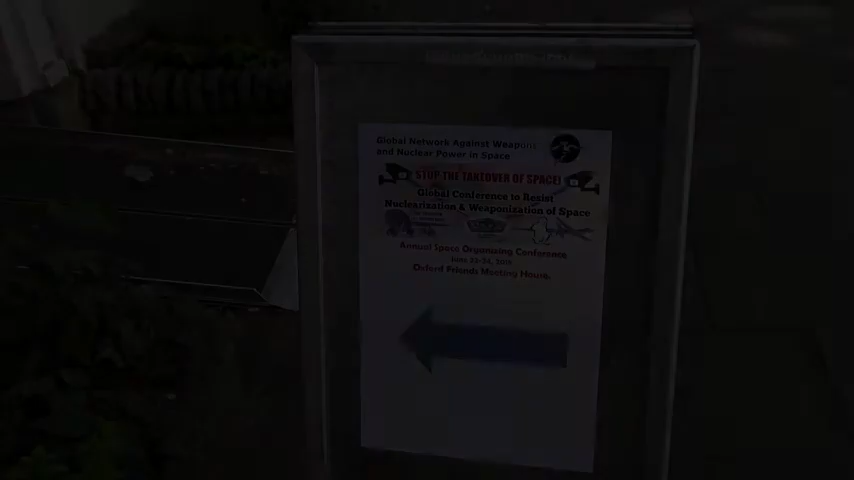 Global Network Against Weapons
and Nuclear Power in Space
STOP THE TAKEOVER OF SPACE!
Global Conference to Resist
Nuclearization & Weaponization of Space
Annual Space Organizing Conference
Oxford Friends Meeting House.